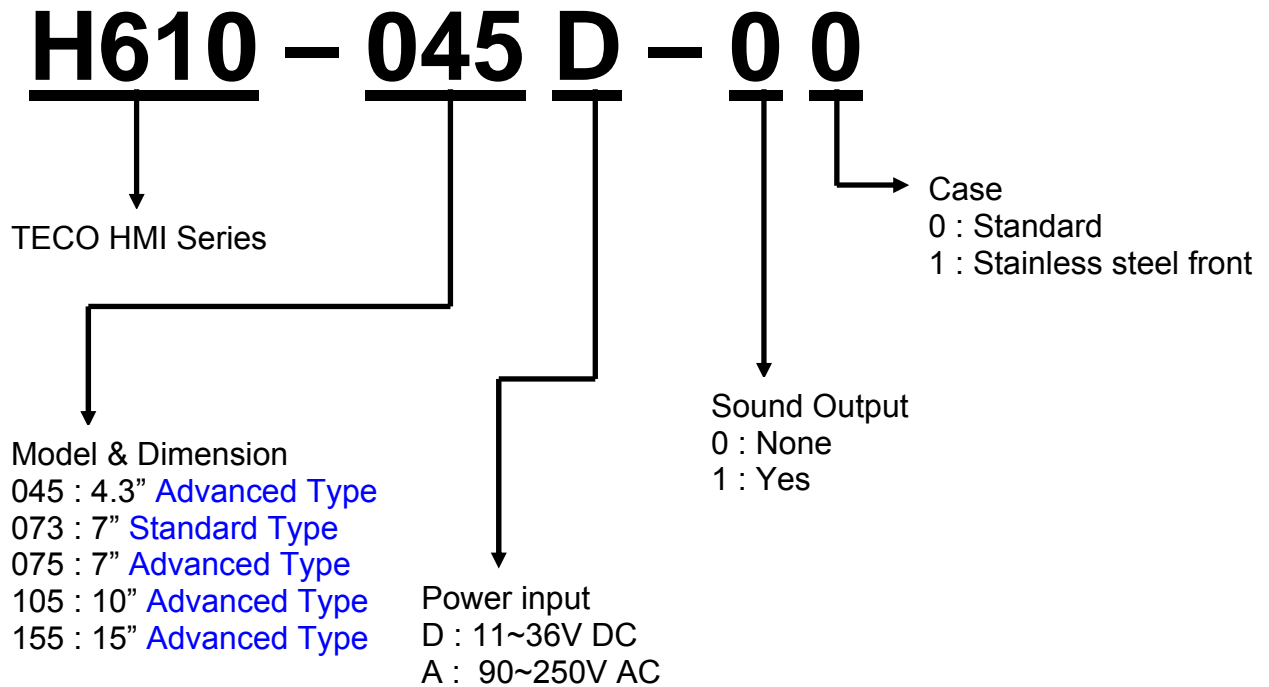 H610 – 045 D – 0 0
TECO HMI Series
Case
0 : Standard
1 : Stainless steel front
Sound Output
0 : None
1 : Yes
Model & Dimension
045 : 4.3” Advanced Type
073 : 7” Standard Type
075 : 7” Advanced Type
105 : 10” Advanced Type
155 : 15” Advanced Type
Power input
D : 11~36V DC
A : 90~250V AC